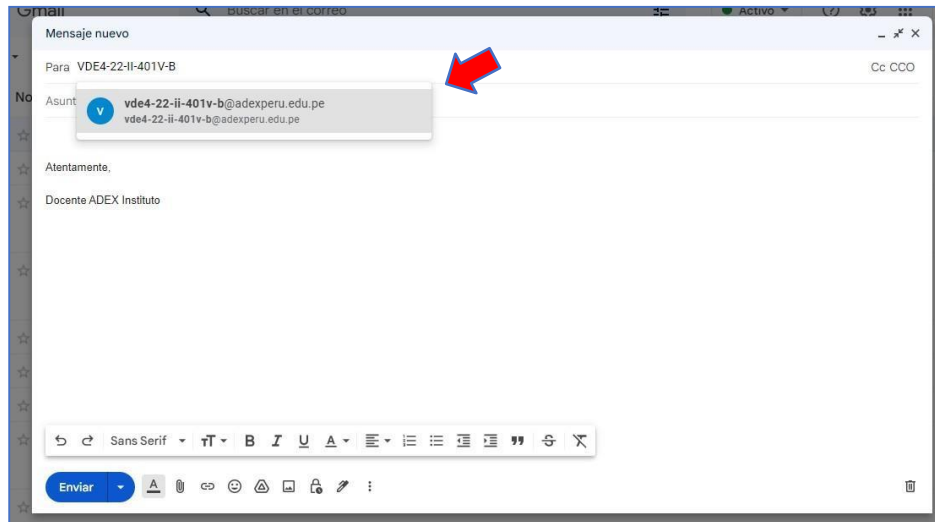 Gmail
Buscar en el correo
Activo
Mensaje nuevo
Para VDE4-22-II-401V-B
Cc CCO
No
Asunt
V
vde4-22-ii-401v-b@adexperu.edu.pe
vde4-22-ii-401v-b@adexperu.edu.pe
Atentamente,
Docente ADEX Instituto
Sans Serif
Enviar